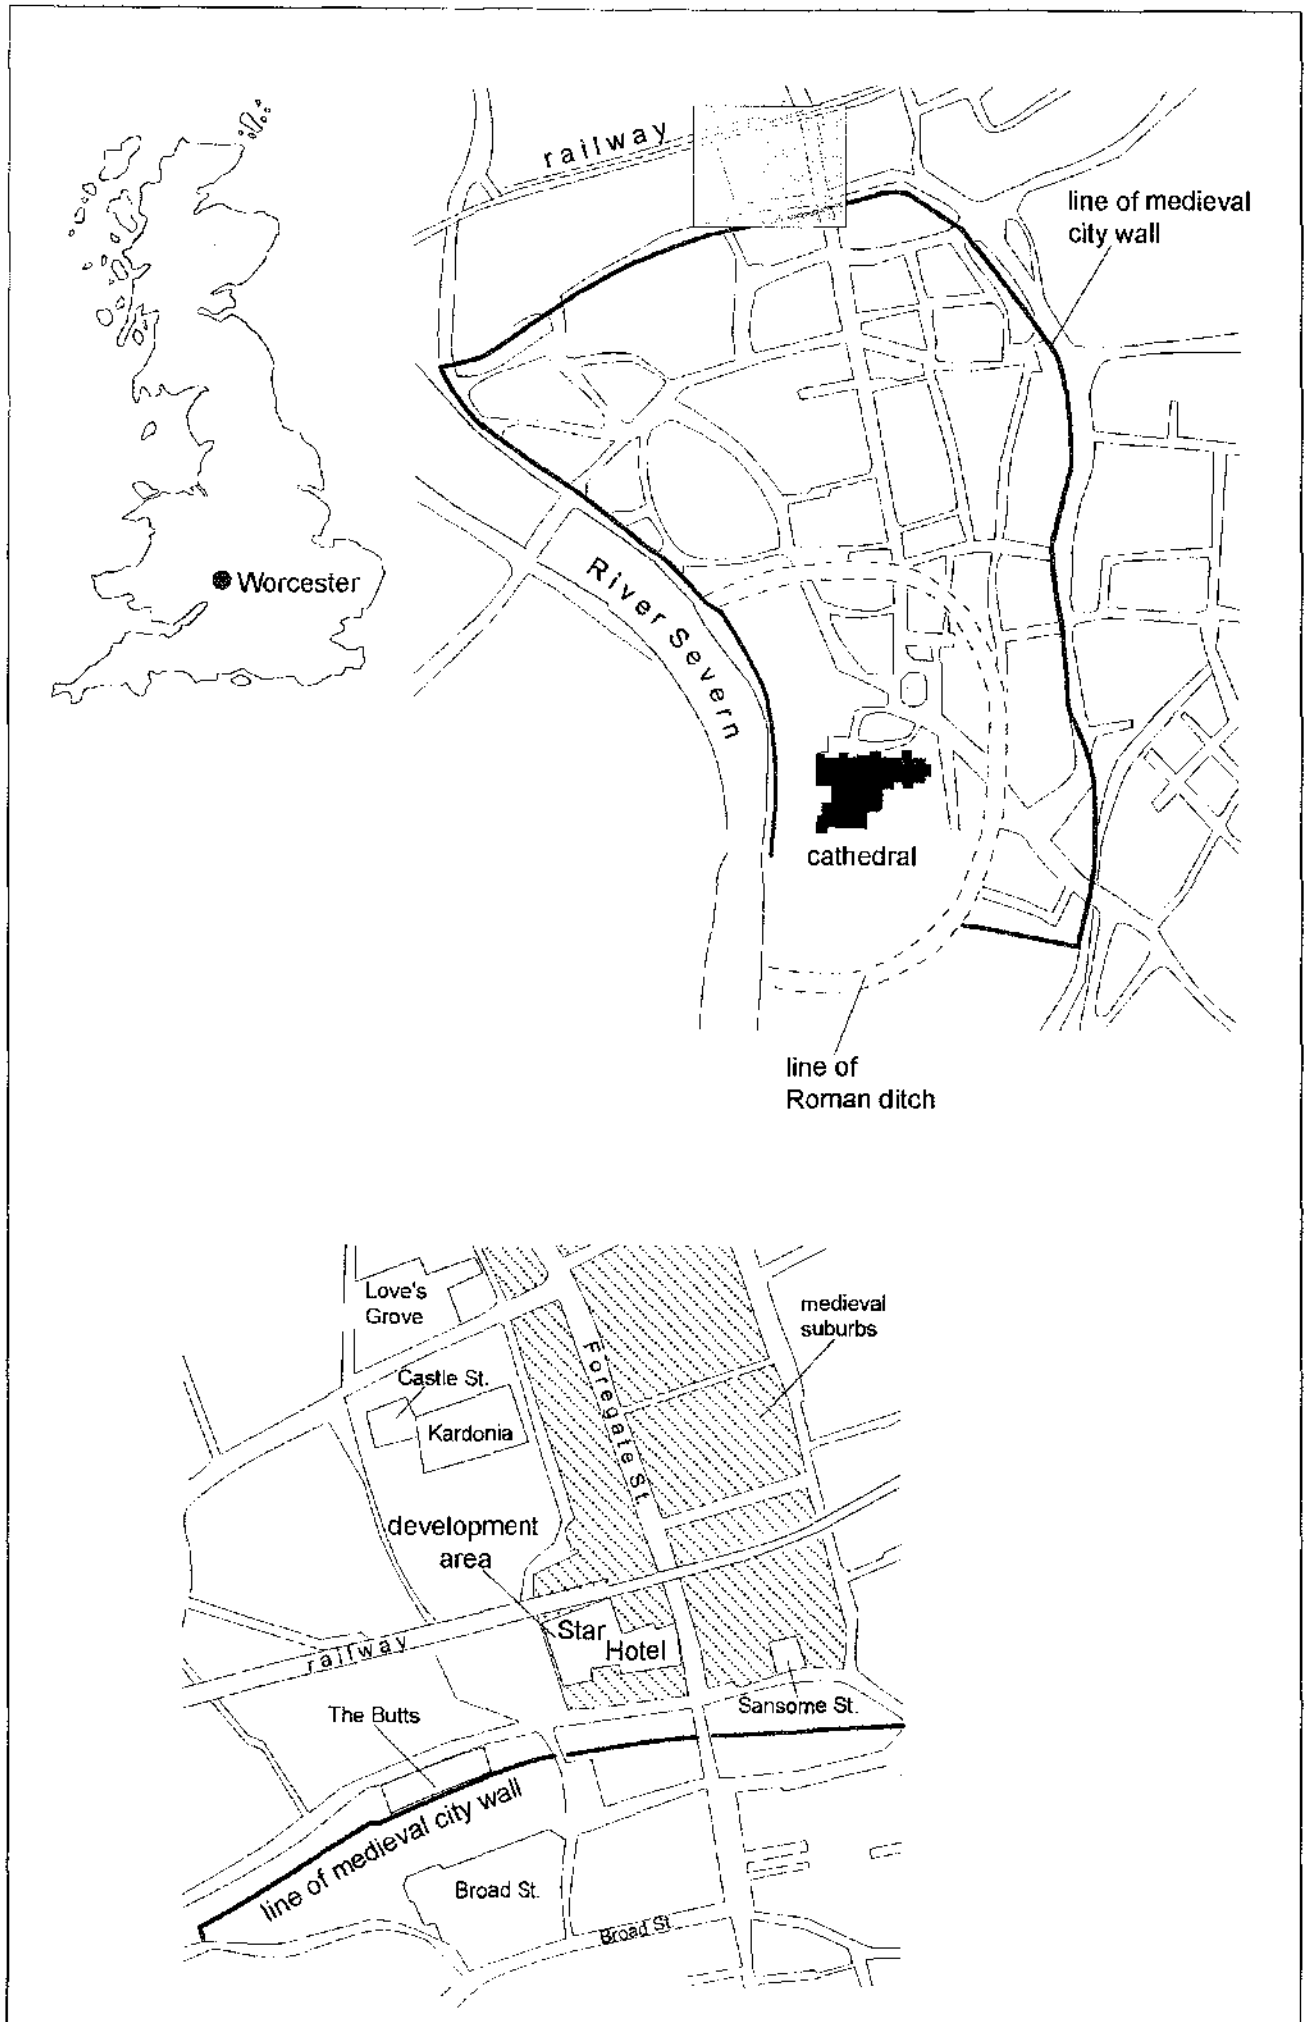 railway
line of medieval
city wall
Worcester
River Severn
cathedral
line of
Roman ditch
Love's
Grove
medieval
suburbs
Foregate St.
Castle St.
Kardonia
development
area
Star
Hotel
railway
The Butts
Sansome St.
line of medieval city wall
Broad St.
Broad St.